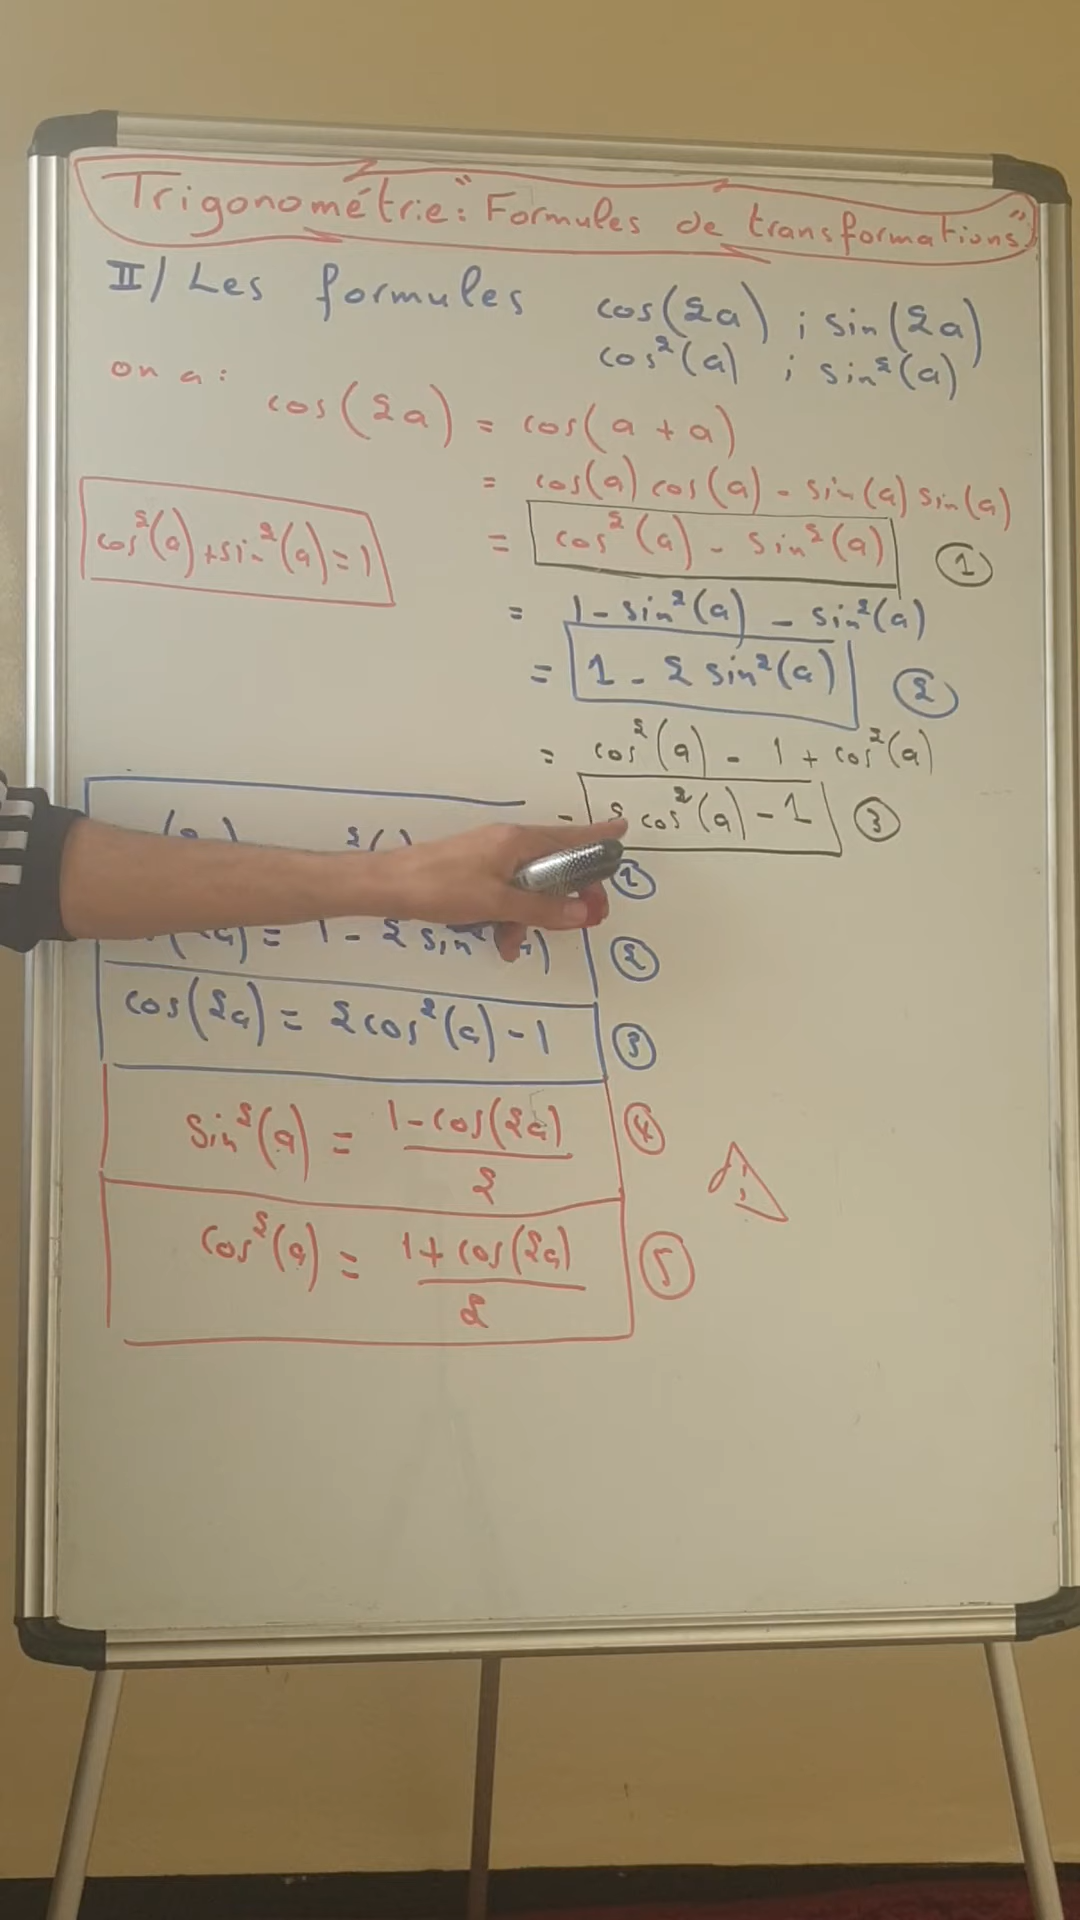 Trigonométrie: "Formules de transformations"
II/ Les formules cos(2a) ; sin(2a)
cos²(a) ; sin²(a)
on a:
cos(2a) = cos(a + a)
= cos(a) cos(a) - sin(a) sin(a)
cos²(a) + sin²(a) = 1
= cos²(a) - sin²(a) ①
= 1 - sin²(a) - sin²(a)
= 1 - 2 sin²(a) ②
= cos²(a) - 1 + cos²(a)
= 2 cos²(a) - 1 ③
①
= 1 - 2 sin² ②
cos(2a) = 2cos²(a) - 1 ③
sin²(a) = (1 - cos(2a))/2 ④
cos²(a) = (1 + cos(2a))/2 ⑤